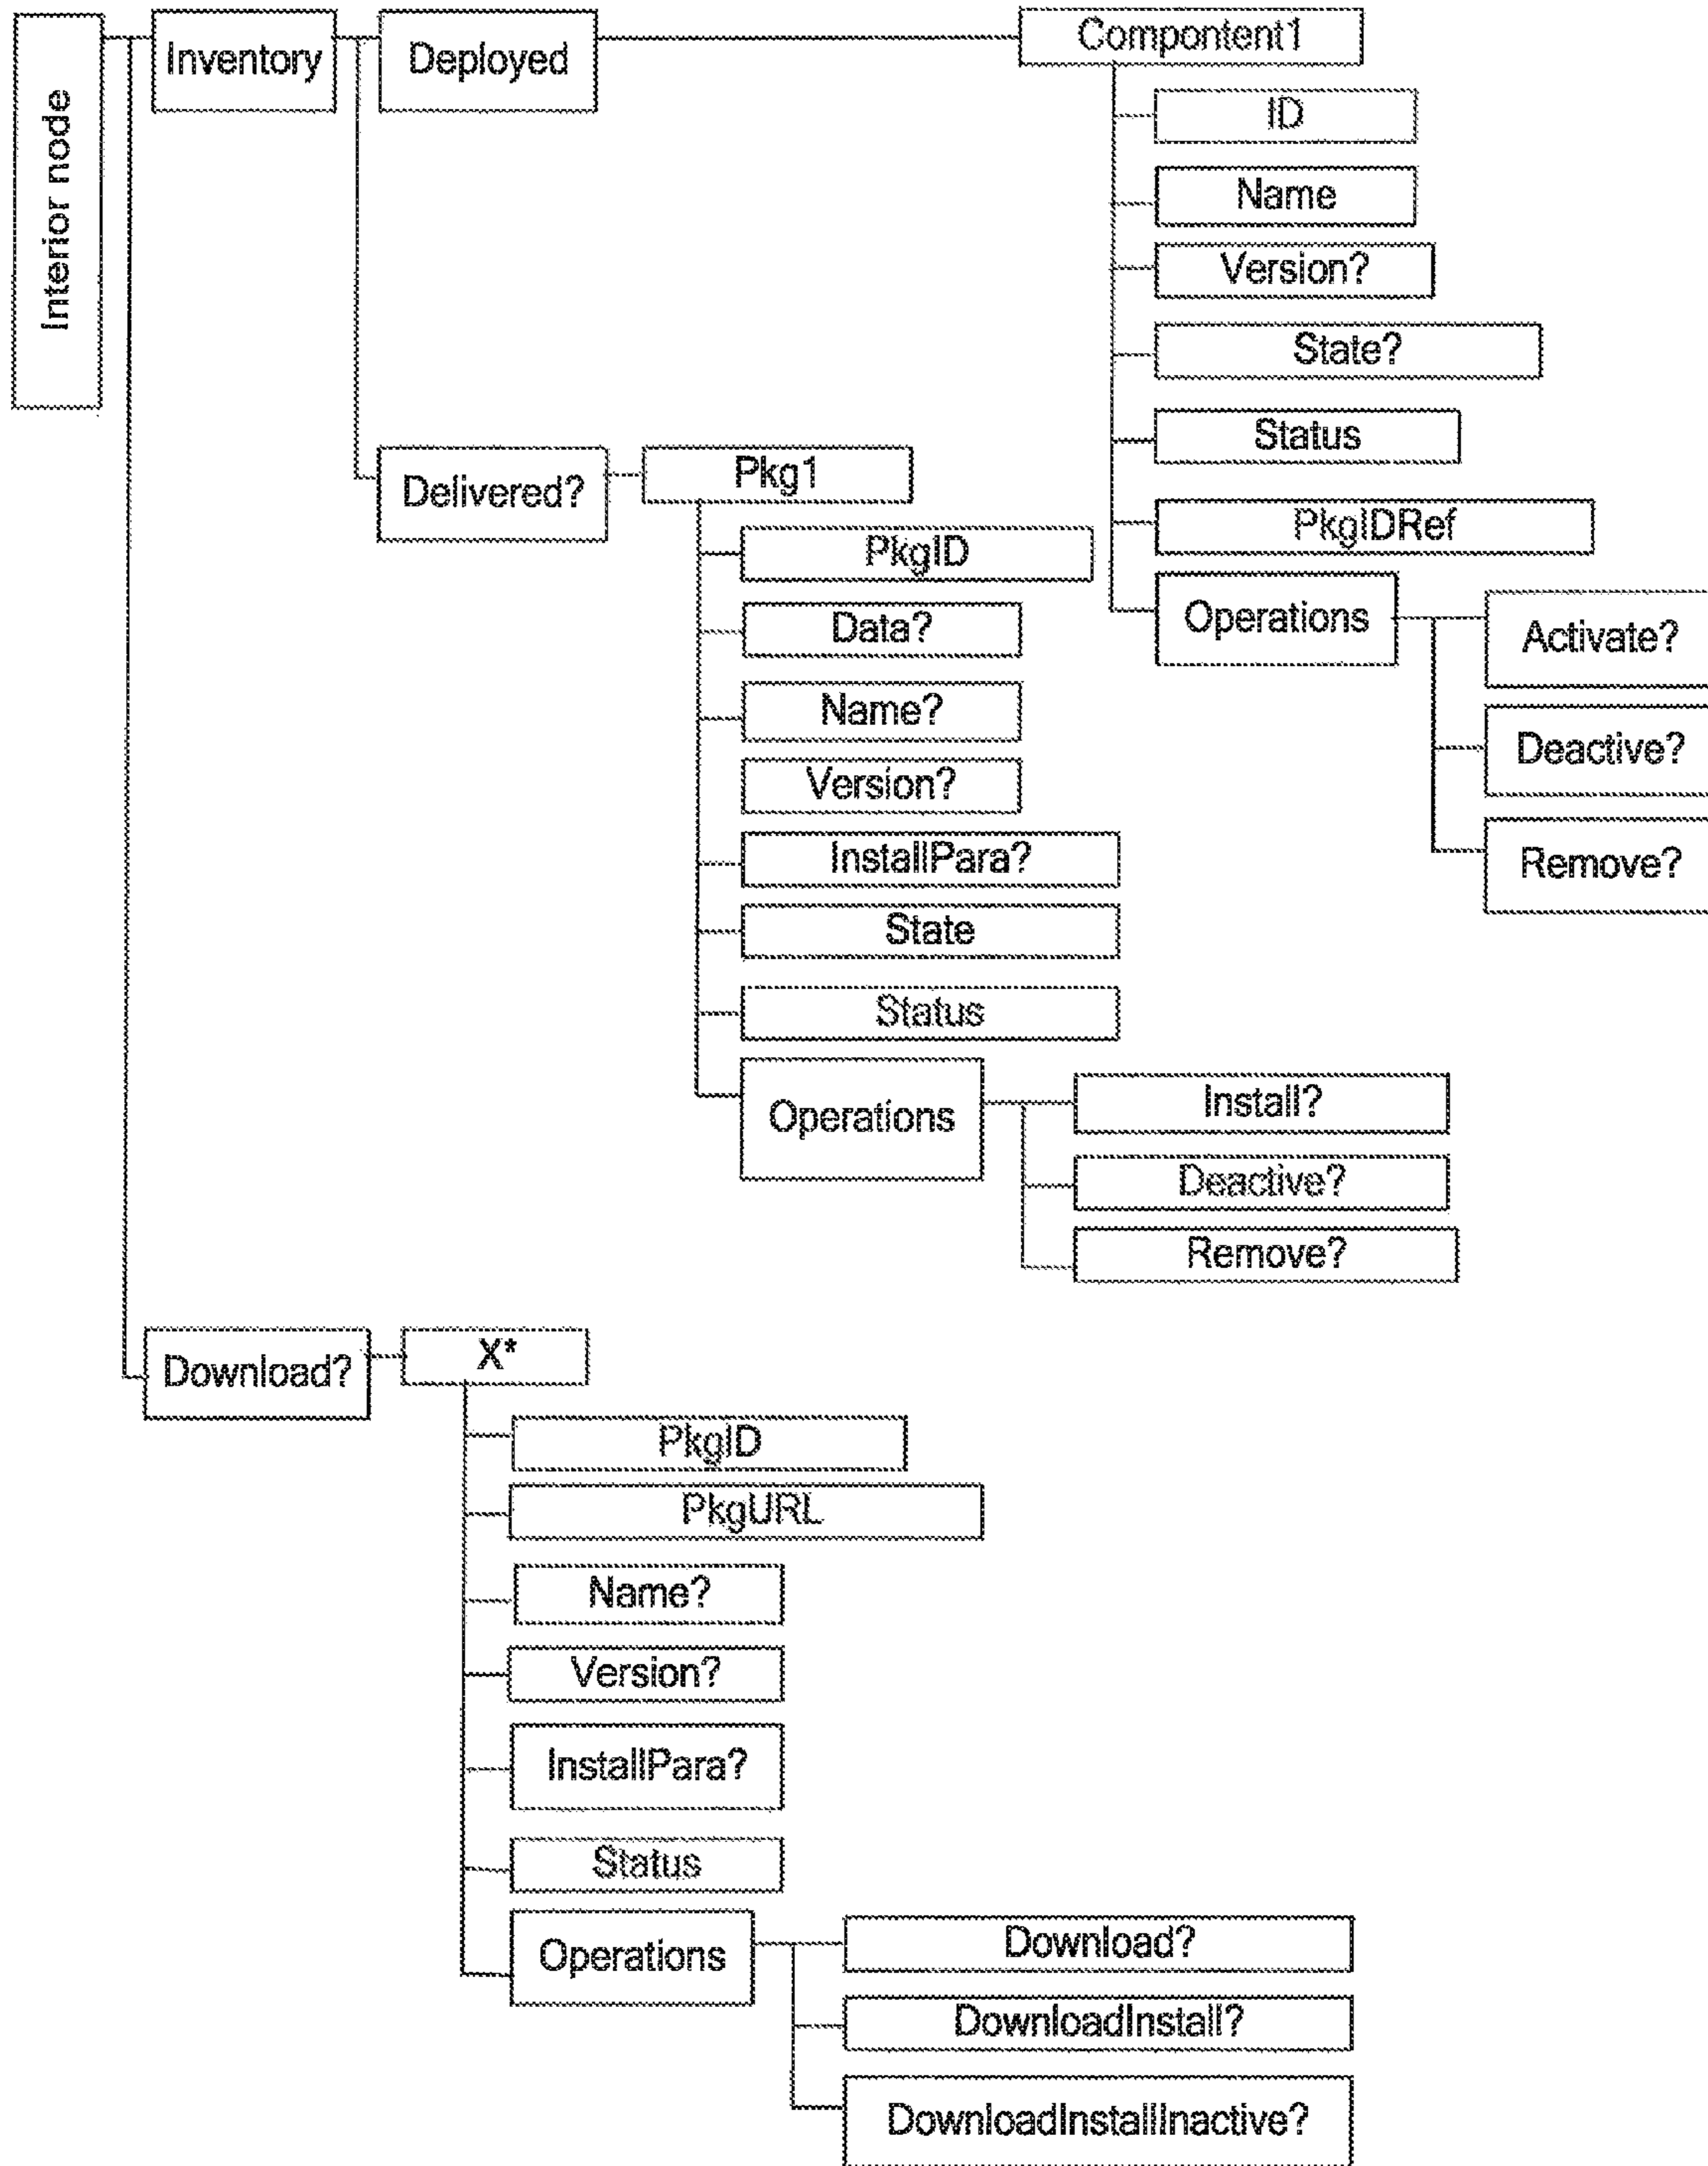 Interior node
Inventory
Deployed
Compontent1
ID
Name
Version?
State?
Status
PkgIDRef
Operations
Activate?
Deactive?
Remove?
Delivered?
Pkg1
PkgID
Data?
Name?
Version?
InstallPara?
State
Status
Operations
Install?
Deactive?
Remove?
Download?
X*
PkgID
PkgURL
Name?
Version?
InstallPara?
Status
Operations
Download?
DownloadInstall?
DownloadInstallInactive?